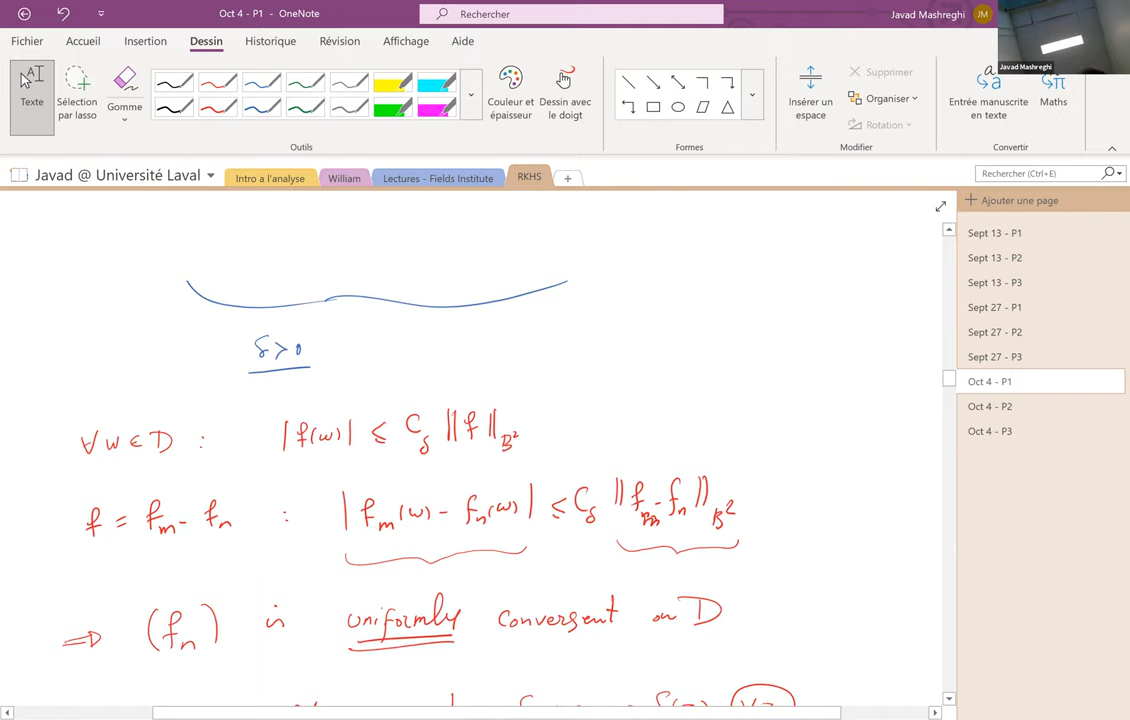 Oct 4 - P1 - OneNote
Rechercher
Javad Mashreghi
JM
Javad Mashreghi
Fichier
Accueil
Insertion
Dessin
Historique
Révision
Affichage
Aide
Texte
Sélection par lasso
Gomme
Couleur et épaisseur
Dessin avec le doigt
Insérer un espace
Supprimer
Organiser
Rotation
Entrée manuscrite en texte
Maths
Outils
Formes
Modifier
Convertir
Javad @ Université Laval
Intro a l'analyse
William
Lectures - Fields Institute
RKHS
Rechercher (Ctrl+E)
Ajouter une page
Sept 13 - P1
Sept 13 - P2
Sept 13 - P3
Sept 27 - P1
Sept 27 - P2
Sept 27 - P3
Oct 4 - P1
Oct 4 - P2
Oct 4 - P3
δ > 0
∀ w ∈ D : |f(w)| ≤ C_δ ‖f‖_B²
f = f_m - f_n : |f_m(w) - f_n(w)| ≤ C_δ ‖f_m - f_n‖_B²
⇒ (f_n) is uniformly convergent on D